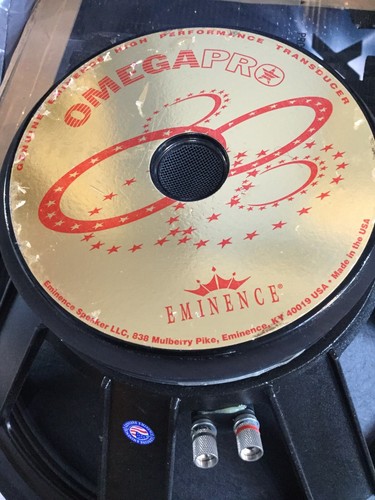 GENUINE EMINENCE HIGH PERFORMANCE TRANSDUCER
OMEGAPRO
EMINENCE®
Eminence Speaker LLC, 838 Mulberry Pike, Eminence, KY 40019 USA • Made in the USA